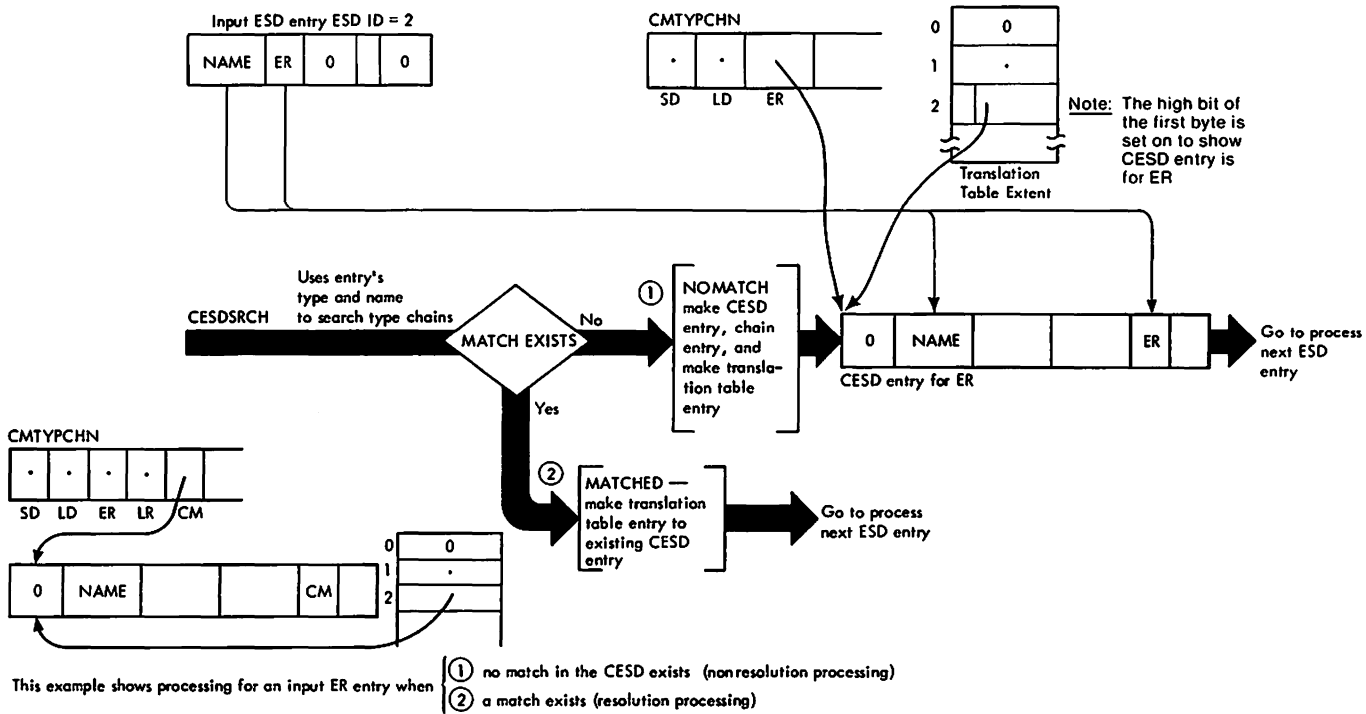 Input ESD entry ESD ID = 2
NAME ER 0 0
CMTYPCHN
SD LD ER
0 0
1
2
Translation
Table Extent
Note: The high bit of
the first byte is
set on to show
CESD entry is
for ER
CESDSRCH
Uses entry's
type and name
to search type chains
MATCH EXISTS
No
Yes
①
NOMATCH
make CESD
entry, chain
entry, and
make transla-
tion table
entry
0 NAME ER
CESD entry for ER
Go to process
next ESD
entry
②
MATCHED —
make translation
table entry to
existing CESD
entry
Go to process
next ESD entry
CMTYPCHN
SD LD ER LR CM
0 NAME CM
0 0
1
2
This example shows processing for an input ER entry when
① no match in the CESD exists (nonresolution processing)
② a match exists (resolution processing)